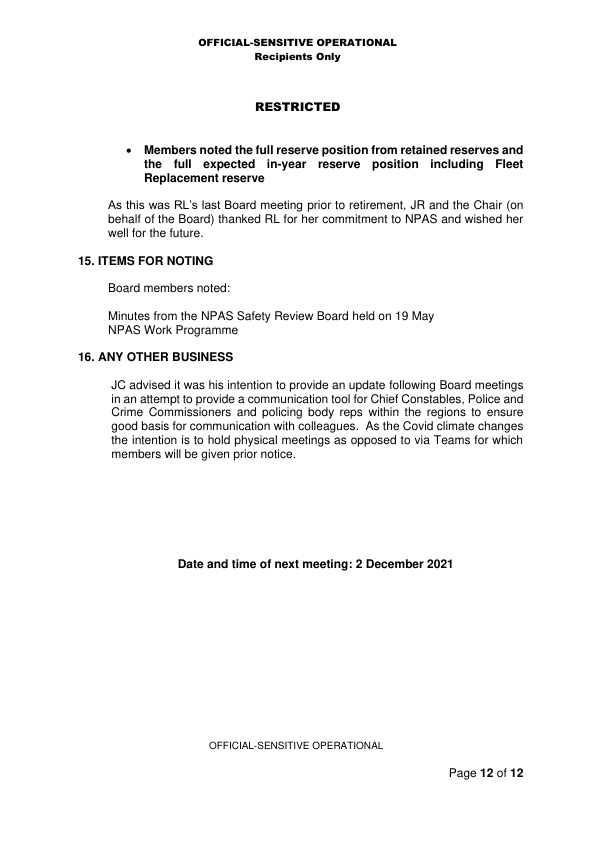 OFFICIAL-SENSITIVE OPERATIONAL
Recipients Only
RESTRICTED
• Members noted the full reserve position from retained reserves and
the full expected in-year reserve position including Fleet
Replacement reserve
As this was RL's last Board meeting prior to retirement, JR and the Chair (on
behalf of the Board) thanked RL for her commitment to NPAS and wished her
well for the future.
15. ITEMS FOR NOTING
Board members noted:
Minutes from the NPAS Safety Review Board held on 19 May
NPAS Work Programme
16. ANY OTHER BUSINESS
JC advised it was his intention to provide an update following Board meetings
in an attempt to provide a communication tool for Chief Constables, Police and
Crime Commissioners and policing body reps within the regions to ensure
good basis for communication with colleagues.  As the Covid climate changes
the intention is to hold physical meetings as opposed to via Teams for which
members will be given prior notice.
Date and time of next meeting: 2 December 2021
OFFICIAL-SENSITIVE OPERATIONAL
Page 12 of 12